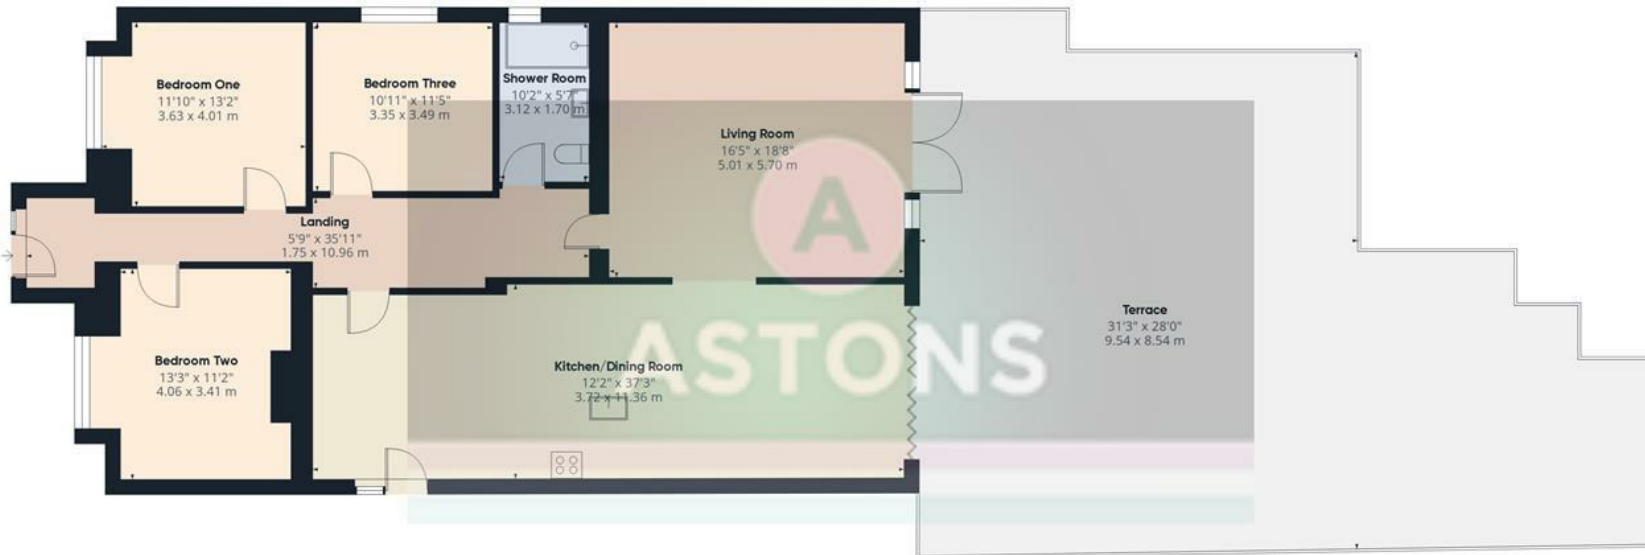 Bedroom One
11'10" x 13'2"
3.63 x 4.01 m
Bedroom Three
10'11" x 11'5"
3.35 x 3.49 m
Shower Room
10'2" x 5'7"
3.12 x 1.70 m
Living Room
16'5" x 18'8"
5.01 x 5.70 m
Landing
5'9" x 35'11"
1.75 x 10.96 m
Bedroom Two
13'3" x 11'2"
4.06 x 3.41 m
Kitchen/Dining Room
12'2" x 37'3"
3.72 x 11.36 m
Terrace
31'3" x 28'0"
9.54 x 8.54 m
A
ASTONS